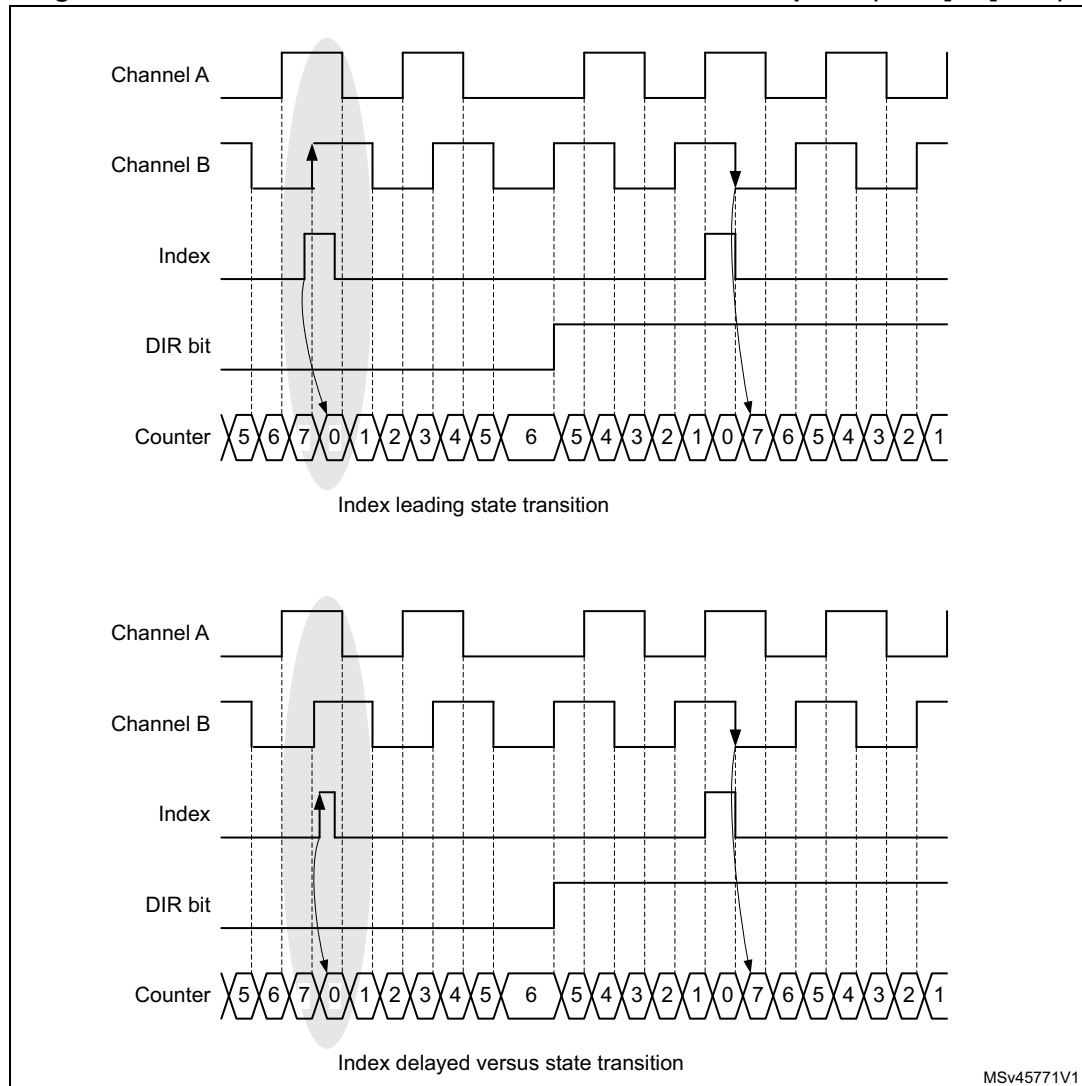 Channel A
Channel B
Index
DIR bit
Counter 5 6 7 0 1 2 3 4 5 6 5 4 3 2 1 0 7 6 5 4 3 2 1
Index leading state transition
Channel A
Channel B
Index
DIR bit
Counter 5 6 7 0 1 2 3 4 5 6 5 4 3 2 1 0 7 6 5 4 3 2 1
Index delayed versus state transition
MSv45771V1